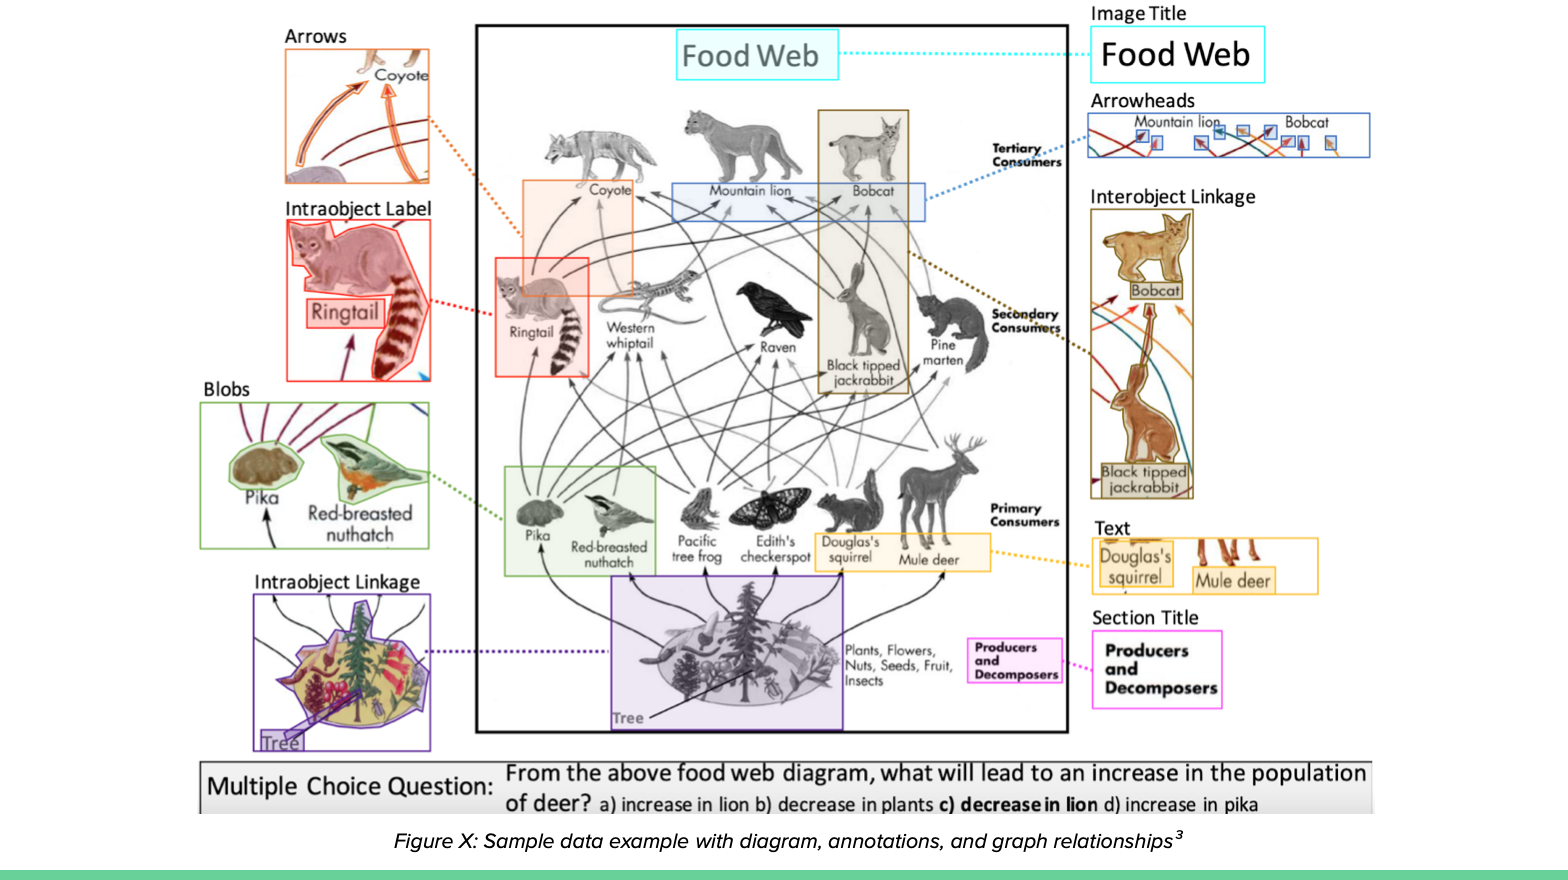 Image Title
Arrows
Food Web
Food Web
Coyote
Arrowheads
Mountain lion
Bobcat
Tertiary
Consumers
Coyote
Mountain lion
Bobcat
Interobject Linkage
Intraobject Label
Ringtail
Bobcat
Ringtail
Western
whiptail
Raven
Black tipped
jackrabbit
Pine
marten
Secondary
Consumers
Blobs
Pika
Red-breasted
nuthatch
Black tipped
jackrabbit
Primary
Consumers
Pika
Red-breasted
nuthatch
Pacific
tree frog
Edith's
checkerspot
Douglas's
squirrel
Mule deer
Text
Douglas's
squirrel
Mule deer
Intraobject Linkage
Tree
Section Title
Plants, Flowers,
Nuts, Seeds, Fruit,
Insects
Producers
and
Decomposers
Producers
and
Decomposers
Tree
Multiple Choice Question:
From the above food web diagram, what will lead to an increase in the population
of deer? a) increase in lion b) decrease in plants c) decrease in lion d) increase in pika
Figure X: Sample data example with diagram, annotations, and graph relationships³